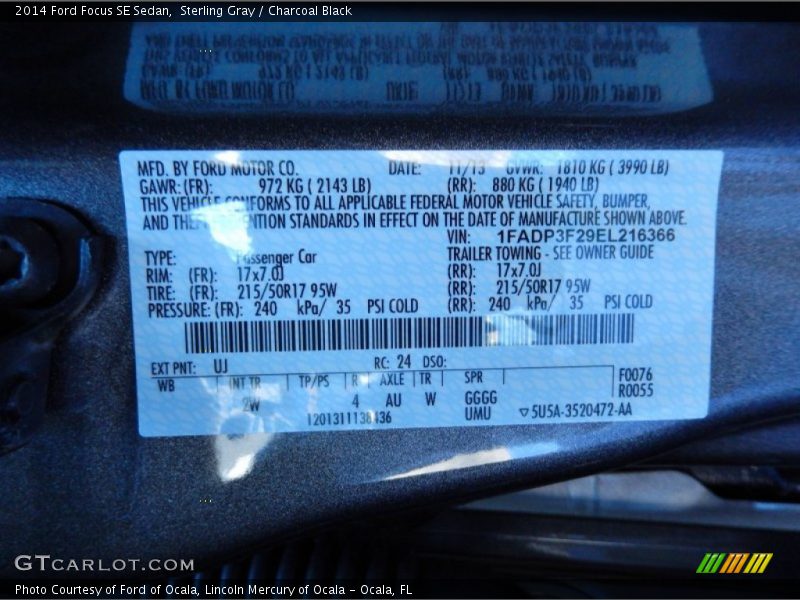 2014 Ford Focus SE Sedan, Sterling Gray / Charcoal Black
MFD. BY FORD MOTOR CO. DATE: 11/13 GVWR: 1810 KG ( 3990 LB)
GAWR: (FR): 972 KG ( 2143 LB) (RR): 880 KG ( 1940 LB)
THIS VEHICLE CONFORMS TO ALL APPLICABLE FEDERAL MOTOR VEHICLE SAFETY, BUMPER,
AND THEFT PREVENTION STANDARDS IN EFFECT ON THE DATE OF MANUFACTURE SHOWN ABOVE.
VIN: 1FADP3F29EL216366
TYPE: Passenger Car TRAILER TOWING - SEE OWNER GUIDE
RIM: (FR): 17x7.0J (RR): 17x7.0J
TIRE: (FR): 215/50R17 95W (RR): 215/50R17 95W
PRESSURE: (FR): 240 kPa/ 35 PSI COLD (RR): 240 kPa/ 35 PSI COLD
EXT PNT: UJ RC: 24 DSO:
WB INT TR TP/PS R AXLE TR SPR F0076
R0055
2W 4 AU W GGGG
1201311138436 UMU ▽5U5A-3520472-AA
GTCARLOT.COM
Photo Courtesy of Ford of Ocala, Lincoln Mercury of Ocala - Ocala, FL